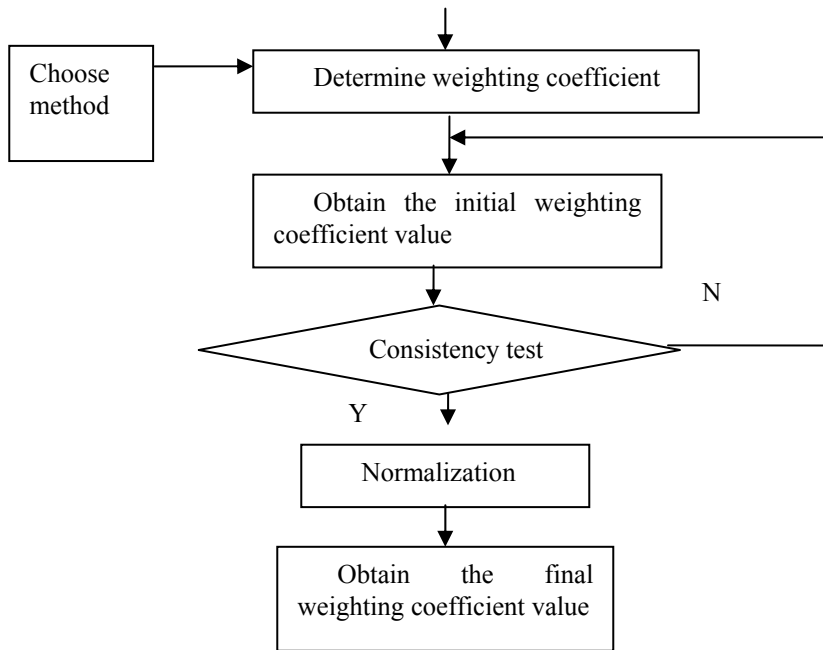 Choose
method
Determine weighting coefficient
Obtain the initial weighting
coefficient value
N
Consistency test
Y
Normalization
Obtain the final
weighting coefficient value